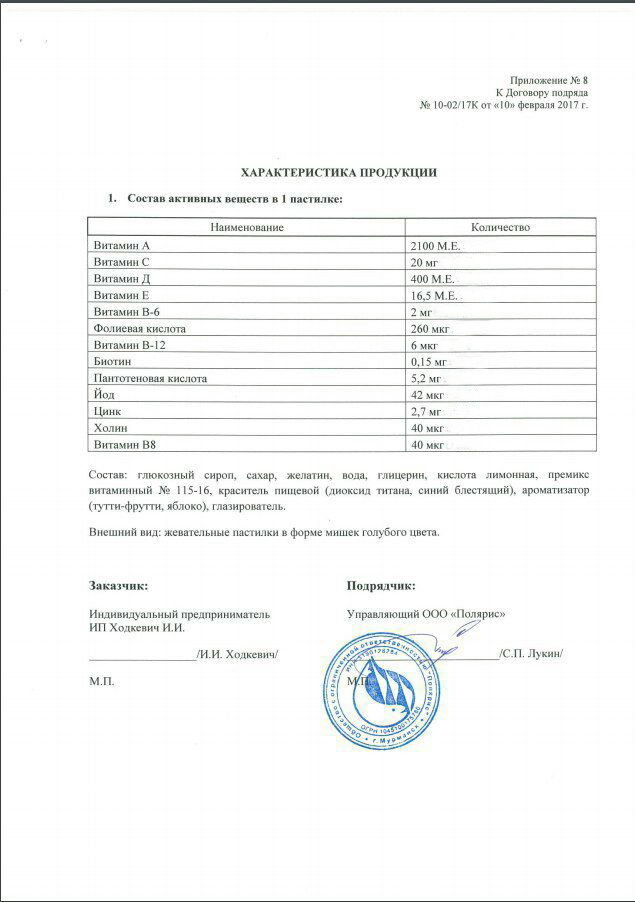 Приложение № 8
К Договору подряда
№ 10-02/17К от «10» февраля 2017 г.
ХАРАКТЕРИСТИКА ПРОДУКЦИИ
1. Состав активных веществ в 1 пастилке:
Наименование Количество
Витамин А 2100 М.Е.
Витамин С 20 мг
Витамин Д 400 М.Е.
Витамин Е 16,5 М.Е.
Витамин В-6 2 мг
Фолиевая кислота 260 мкг
Витамин В-12 6 мкг
Биотин 0,15 мг
Пантотеновая кислота 5,2 мг
Йод 42 мкг
Цинк 2,7 мг
Холин 40 мкг
Витамин В8 40 мкг
Состав: глюкозный сироп, сахар, желатин, вода, глицерин, кислота лимонная, премикс
витаминный № 115-16, краситель пищевой (диоксид титана, синий блестящий), ароматизатор
(тутти-фрутти, яблоко), глазирователь.
Внешний вид: жевательные пастилки в форме мишек голубого цвета.
Заказчик: Подрядчик:
Индивидуальный предприниматель Управляющий ООО «Полярис»
ИП Ходкевич И.И.
/И.И. Ходкевич/ /С.П. Лукин/
М.П. М.П.
Общество с ограниченной ответственностью "Полярис"
г.Мурманск
ИНН
ОГРН